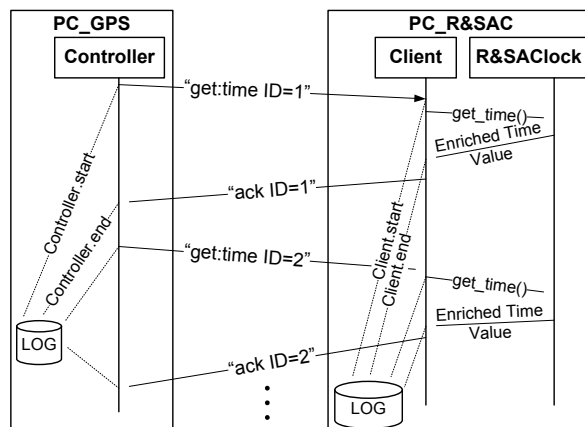 PC_GPS
PC_R&SAC
Controller
Client
R&SAClock
“get:time ID=1”
get_time()
Enriched Time
Value
Controller.start
“ack ID=1”
Client.start
Controller.end
Client.end
“get:time ID=2”
get_time()
Enriched Time
Value
LOG
“ack ID=2”
LOG